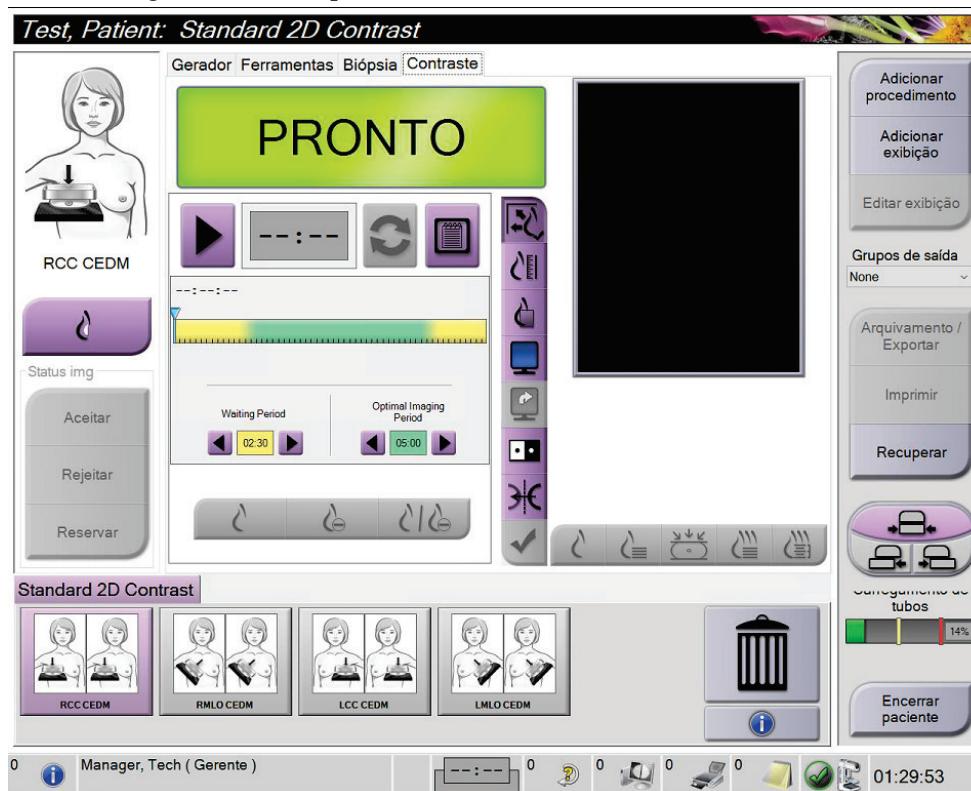 Test, Patient: Standard 2D Contrast
Gerador Ferramentas Biópsia Contraste
PRONTO
RCC CEDM
--:--
--:--:--
Waiting Period
02:30
Optimal Imaging
Period
05:00
Status img
Aceitar
Rejeitar
Reservar
Adicionar
procedimento
Adicionar
exibição
Editar exibição
Grupos de saída
None
Arquivamento /
Exportar
Imprimir
Recuperar
Carregamento de
tubos
14%
Encerrar
paciente
Standard 2D Contrast
RCC CEDM
RMLO CEDM
LCC CEDM
LMLO CEDM
0
Manager, Tech ( Gerente )
--:--
0
0
0
0
01:29:53